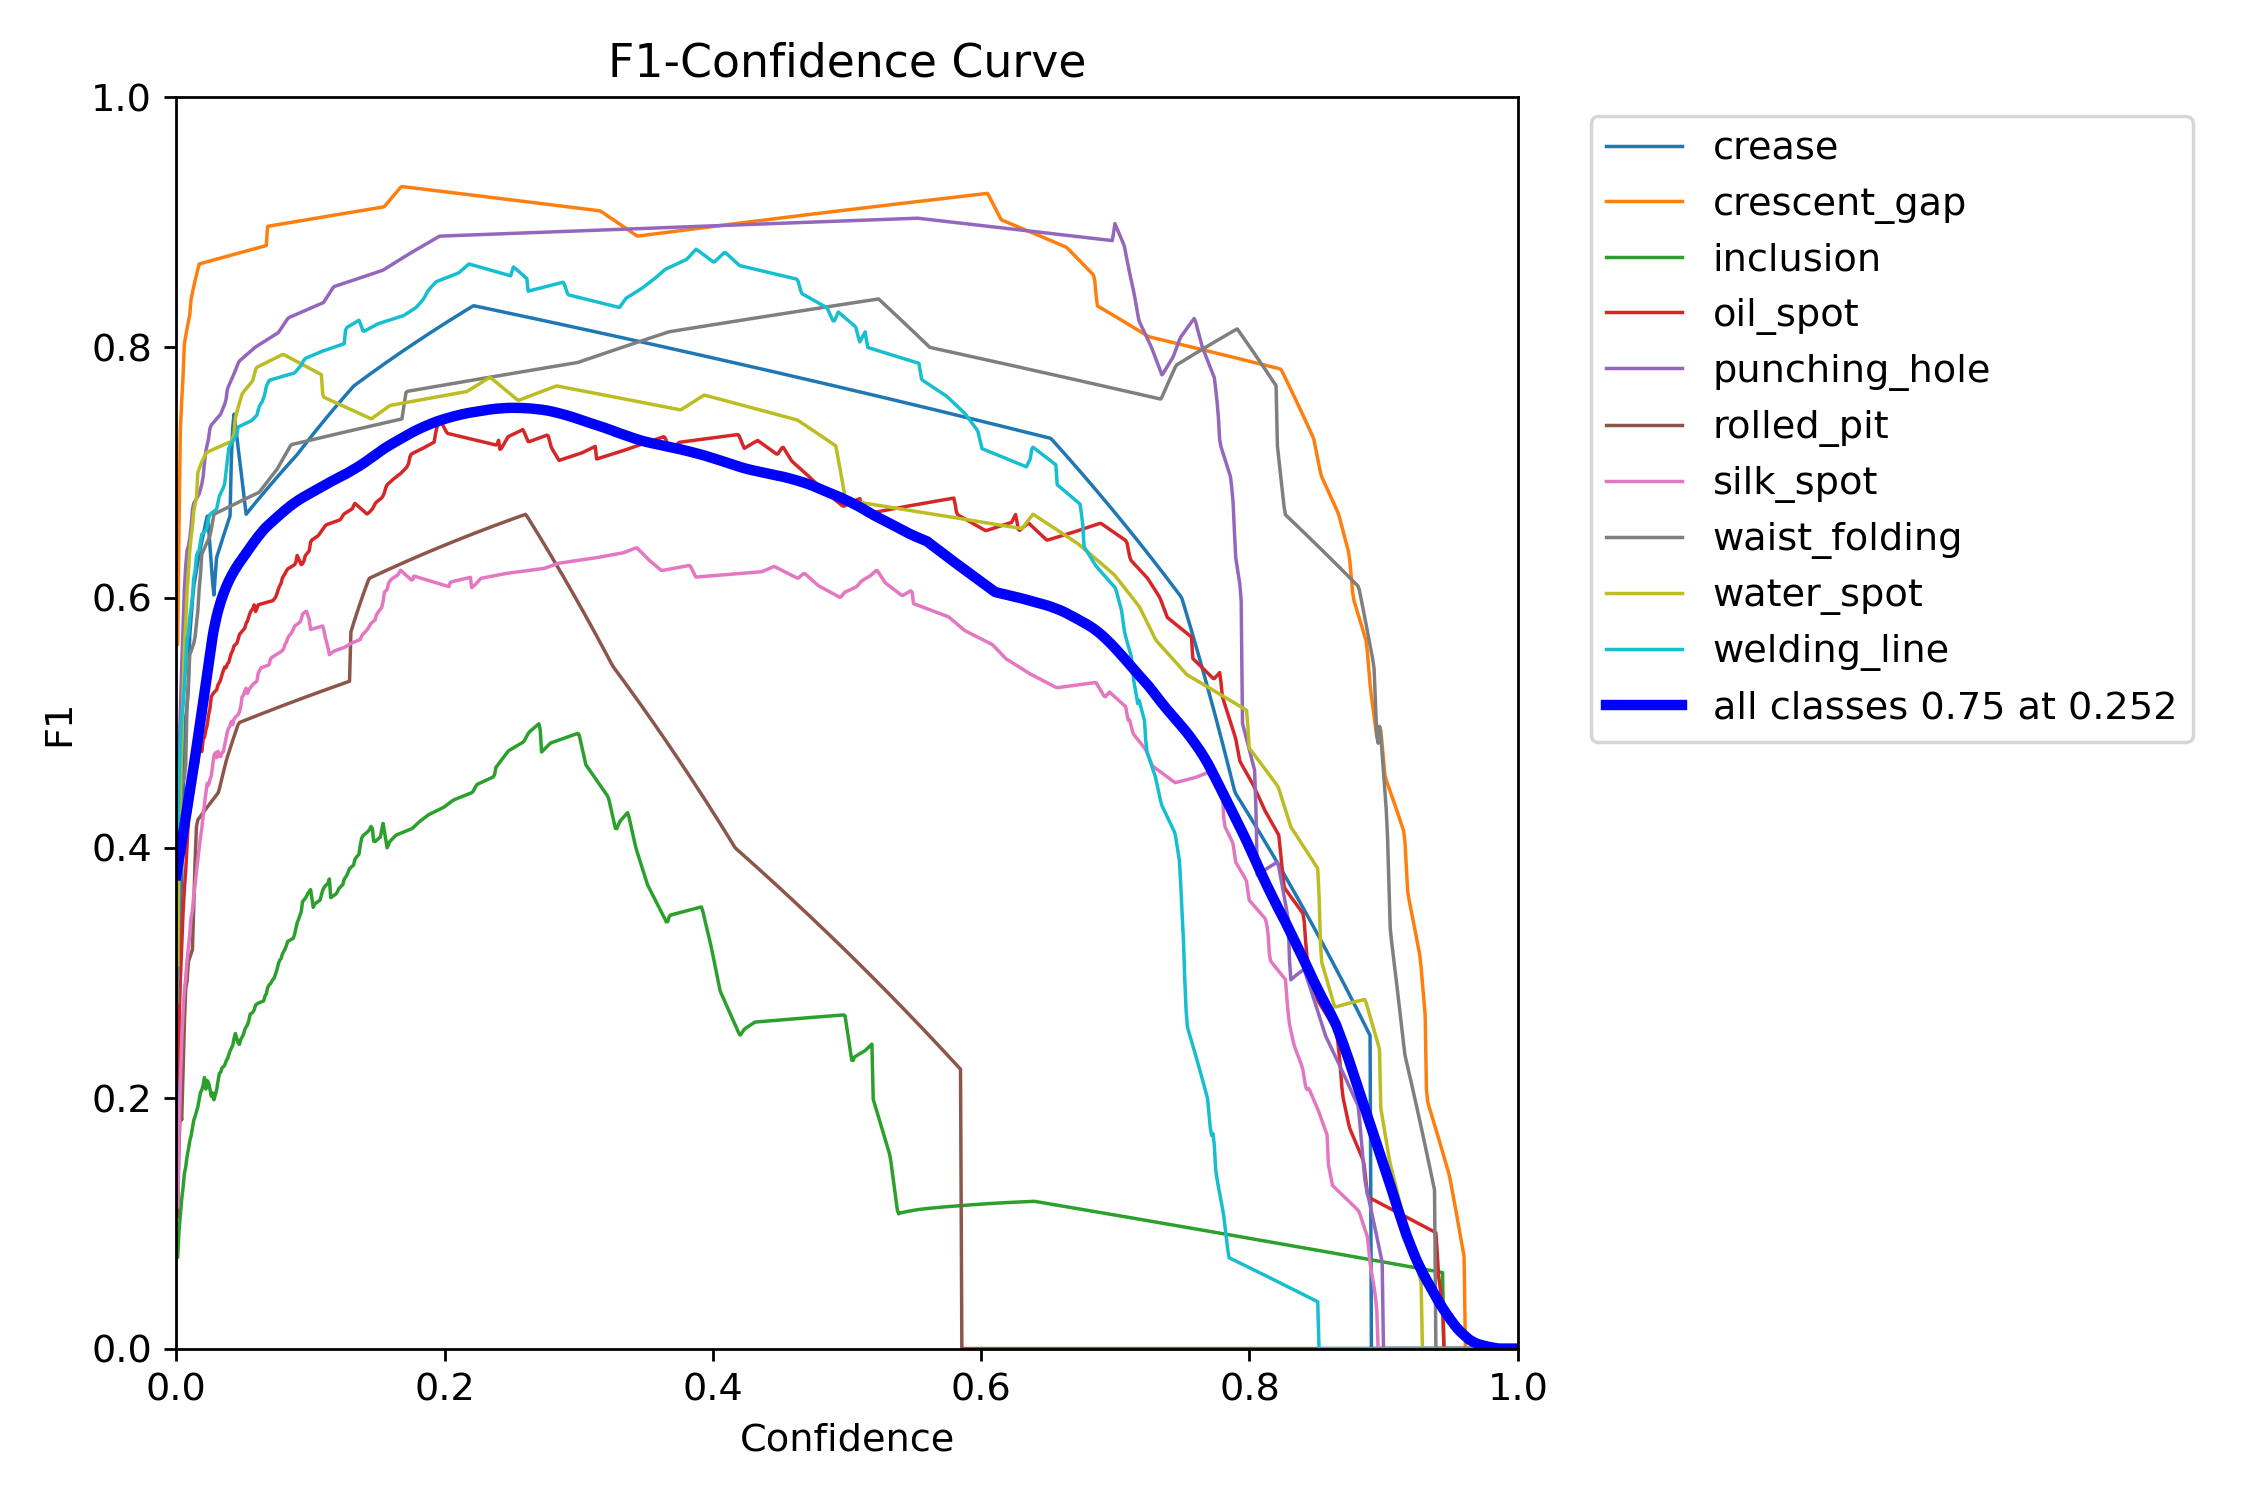 F1-Confidence Curve
1.0
0.8
0.6
0.4
0.2
0.0
F1
0.0 0.2 0.4 0.6 0.8 1.0
Confidence
crease
crescent_gap
inclusion
oil_spot
punching_hole
rolled_pit
silk_spot
waist_folding
water_spot
welding_line
all classes 0.75 at 0.252